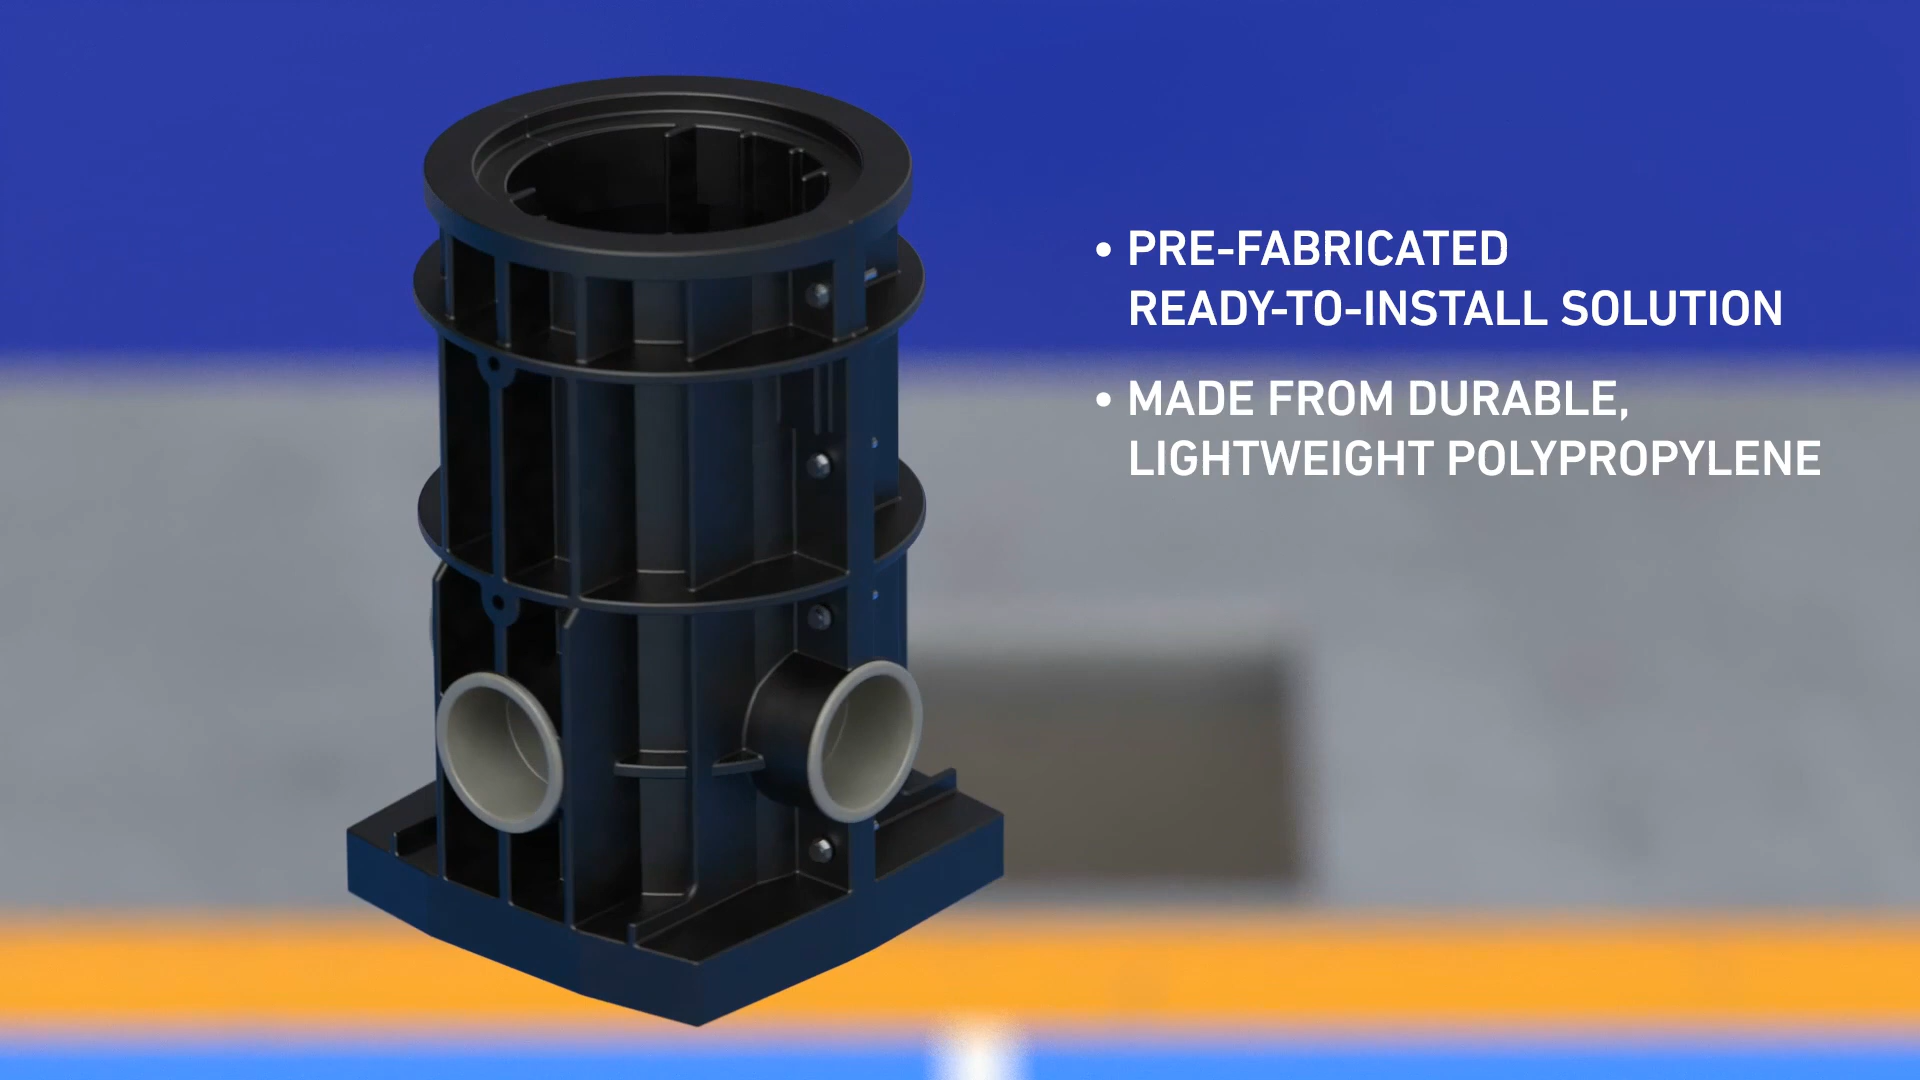 • PRE-FABRICATED
READY-TO-INSTALL SOLUTION
• MADE FROM DURABLE,
LIGHTWEIGHT POLYPROPYLENE